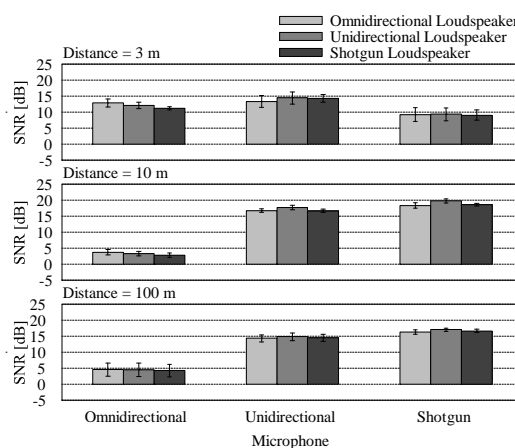 Omnidirectional Loudspeaker
Unidirectional Loudspeaker
Shotgun Loudspeaker
Distance = 3 m
25
20
15
10
5
0
-5
SNR [dB]
Distance = 10 m
25
20
15
10
5
0
-5
SNR [dB]
Distance = 100 m
25
20
15
10
5
0
-5
SNR [dB]
Omnidirectional Unidirectional Shotgun
Microphone